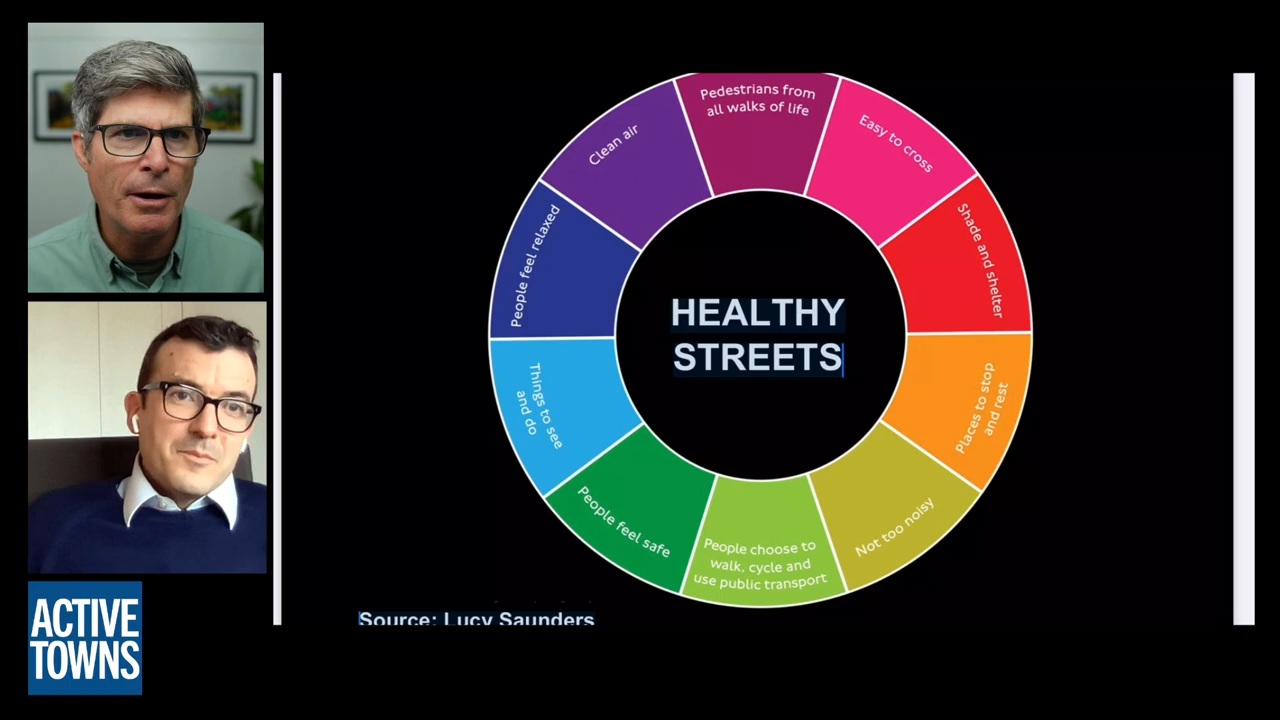 Pedestrians from
all walks of life
Easy to cross
Shade and shelter
Places to stop
and rest
Not too noisy
People choose to
walk, cycle and
use public transport
People feel safe
Things to see
and do
People feel relaxed
Clean air
HEALTHY
STREETS
Source: Lucy Saunders
ACTIVE
TOWNS